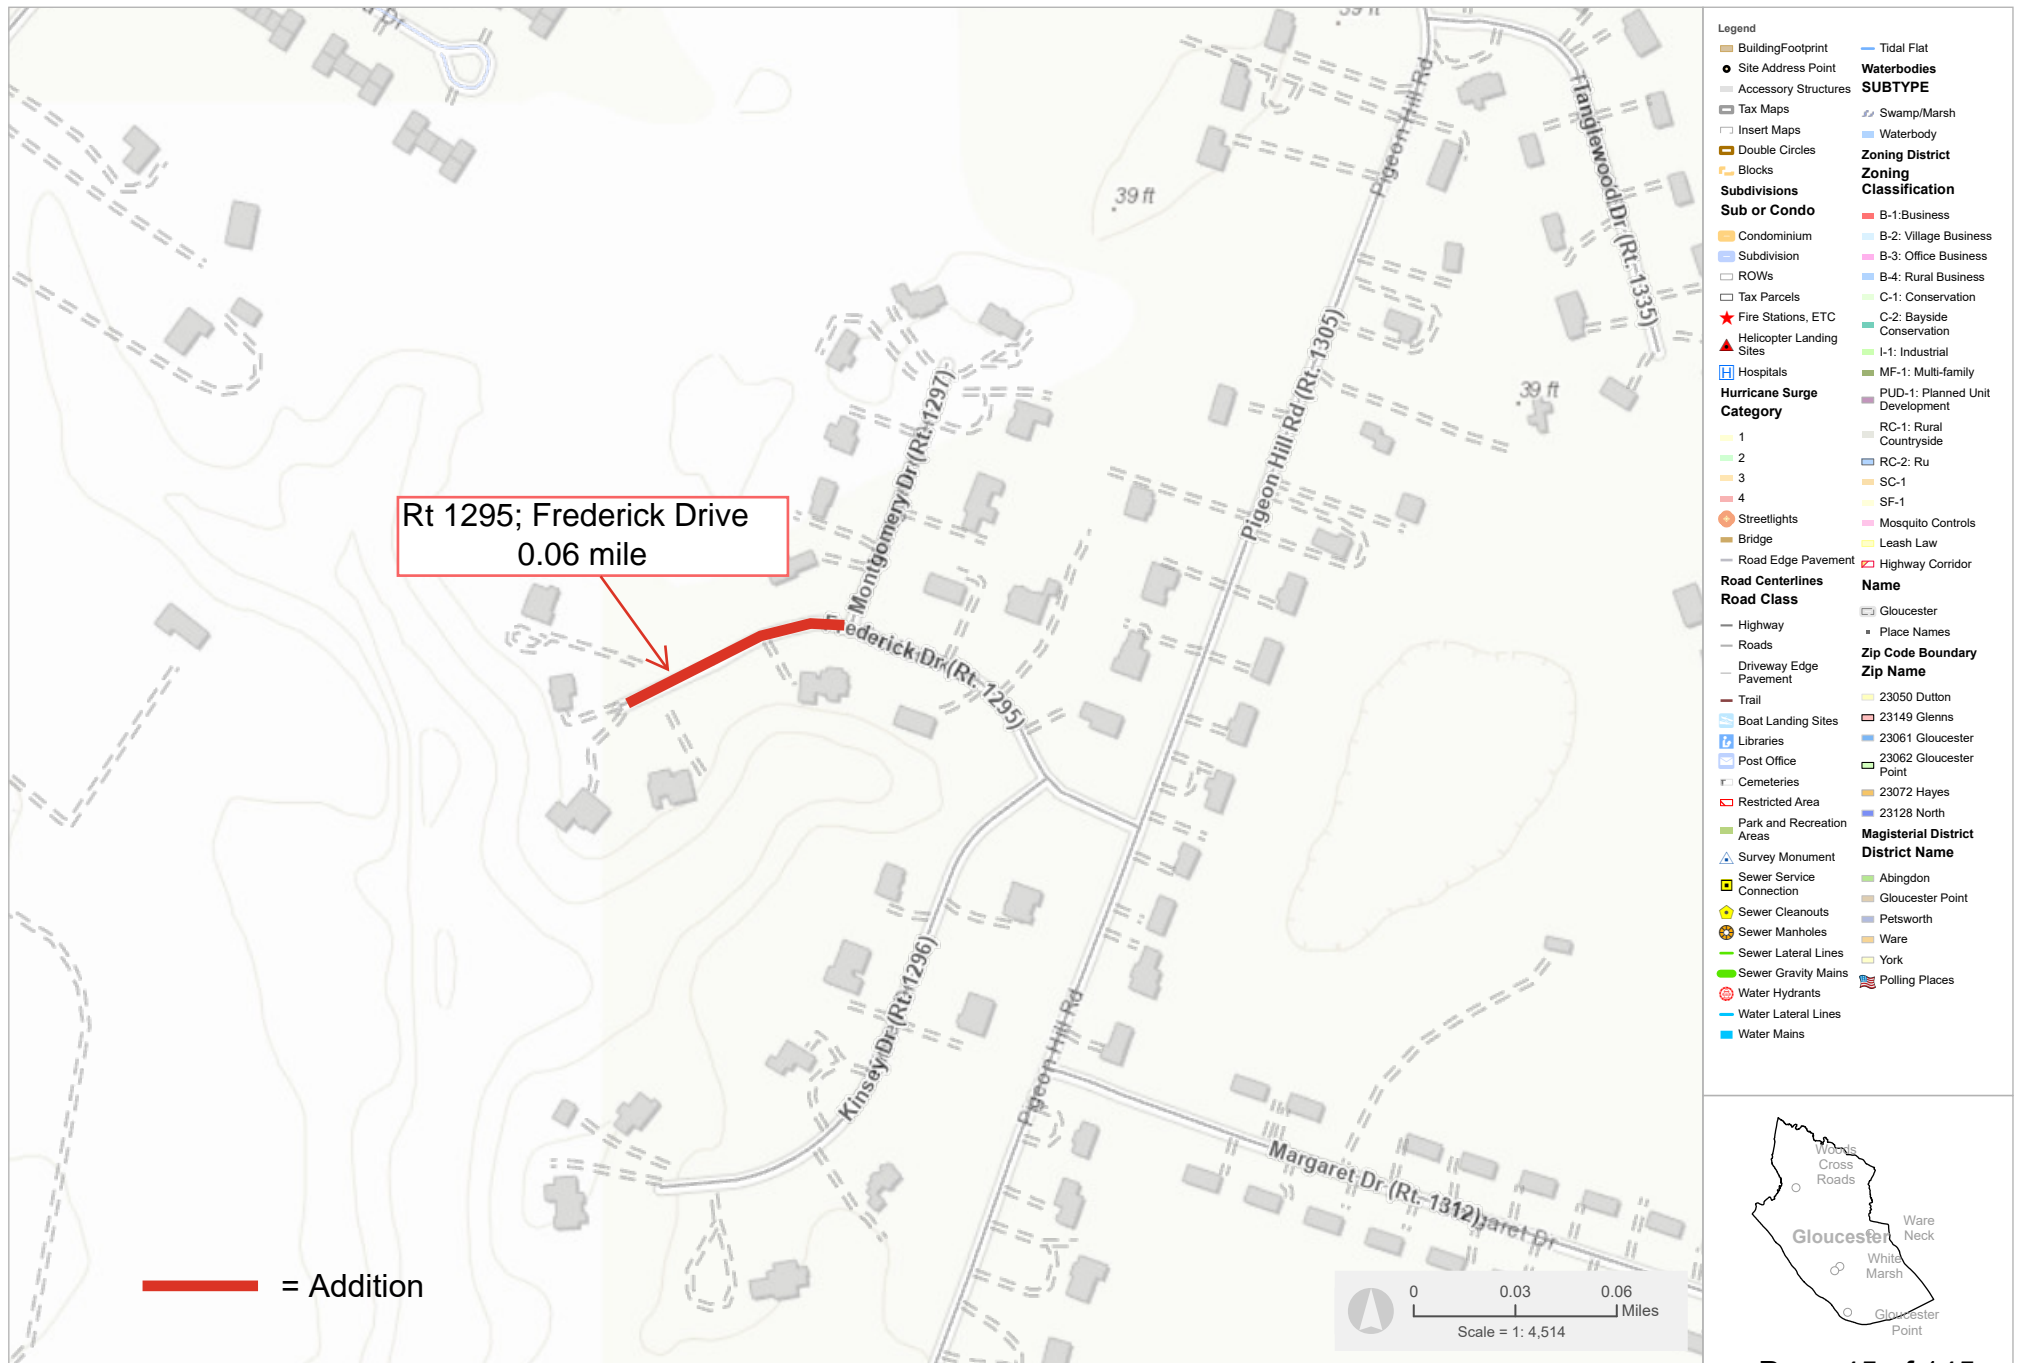 39 ft
39 ft
39 ft
Pigeon Hill Rd
Tanglewood Dr (Rt. 1335)
Pigeon Hill Rd (Rt. 1305)
Montgomery Dr (Rt. 1297)
Rt 1295; Frederick Drive
0.06 mile
Frederick Dr (Rt. 1295)
Kinsey Dr (Rt. 1296)
Pigeon Hill Rd
Margaret Dr (Rt. 1312)
= Addition
0 0.03 0.06
Miles
Scale = 1: 4,514
Legend
BuildingFootprint
Site Address Point
Accessory Structures
Tax Maps
Insert Maps
Double Circles
Blocks
Subdivisions
Sub or Condo
Condominium
Subdivision
ROWs
Tax Parcels
Fire Stations, ETC
Helicopter Landing
Sites
Hospitals
Hurricane Surge
Category
1
2
3
4
Streetlights
Bridge
Road Edge Pavement
Road Centerlines
Road Class
Highway
Roads
Driveway Edge
Pavement
Trail
Boat Landing Sites
Libraries
Post Office
Cemeteries
Restricted Area
Park and Recreation
Areas
Survey Monument
Sewer Service
Connection
Sewer Cleanouts
Sewer Manholes
Sewer Lateral Lines
Sewer Gravity Mains
Water Hydrants
Water Lateral Lines
Water Mains
Tidal Flat
Waterbodies
SUBTYPE
Swamp/Marsh
Waterbody
Zoning District
Zoning
Classification
B-1:Business
B-2: Village Business
B-3: Office Business
B-4: Rural Business
C-1: Conservation
C-2: Bayside
Conservation
I-1: Industrial
MF-1: Multi-family
PUD-1: Planned Unit
Development
RC-1: Rural
Countryside
RC-2: Ru
SC-1
SF-1
Mosquito Controls
Leash Law
Highway Corridor
Name
Gloucester
Place Names
Zip Code Boundary
Zip Name
23050 Dutton
23149 Glenns
23061 Gloucester
23062 Gloucester
Point
23072 Hayes
23128 North
Magisterial District
District Name
Abingdon
Gloucester Point
Petsworth
Ware
York
Polling Places
Woods
Cross
Roads
Ware
Neck
Gloucester
White
Marsh
Gloucester
Point